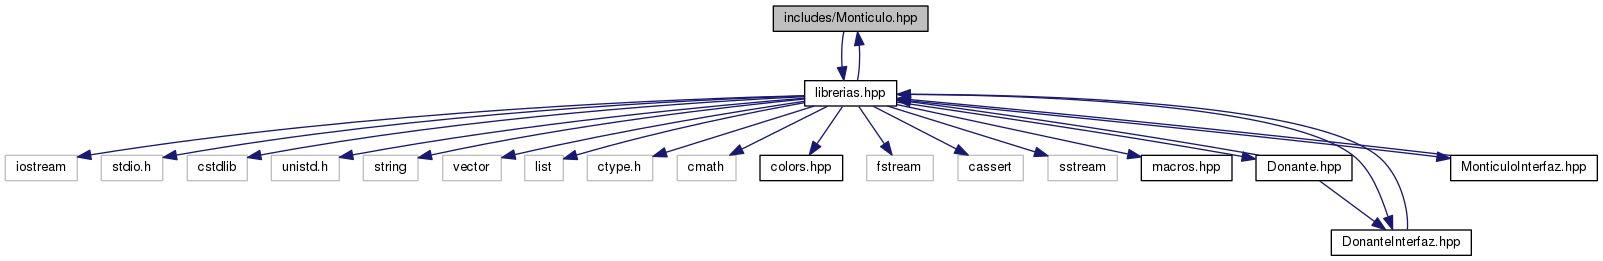 includes/Monticulo.hpp
librerias.hpp
iostream
stdio.h
cstdlib
unistd.h
string
vector
list
ctype.h
cmath
colors.hpp
fstream
cassert
sstream
macros.hpp
Donante.hpp
MonticuloInterfaz.hpp
DonanteInterfaz.hpp